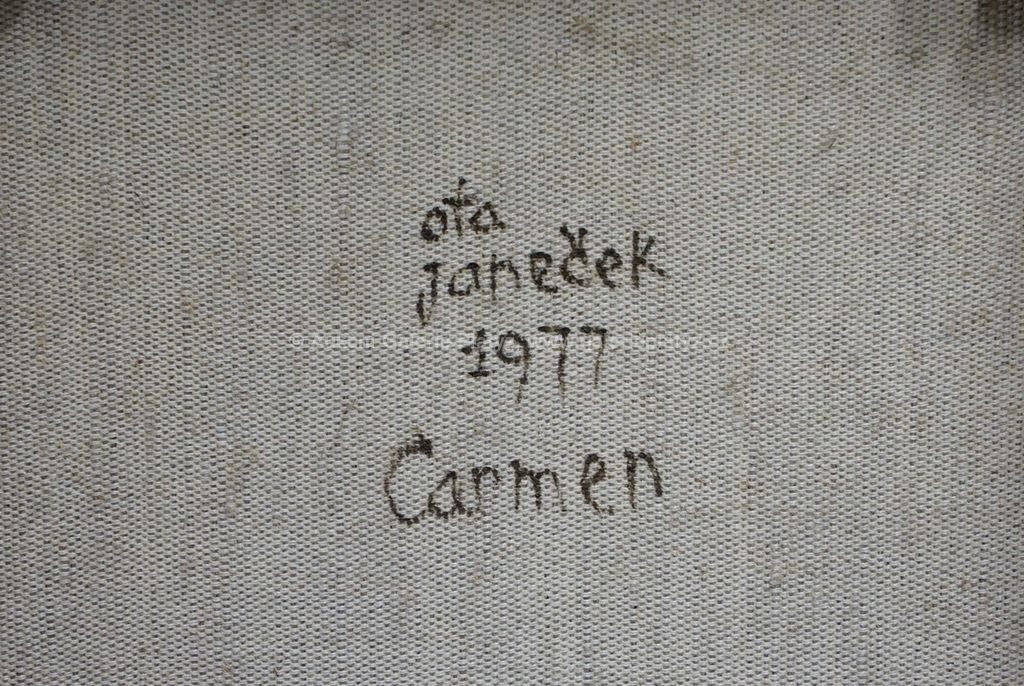 ota
janeček
1977
Carmen